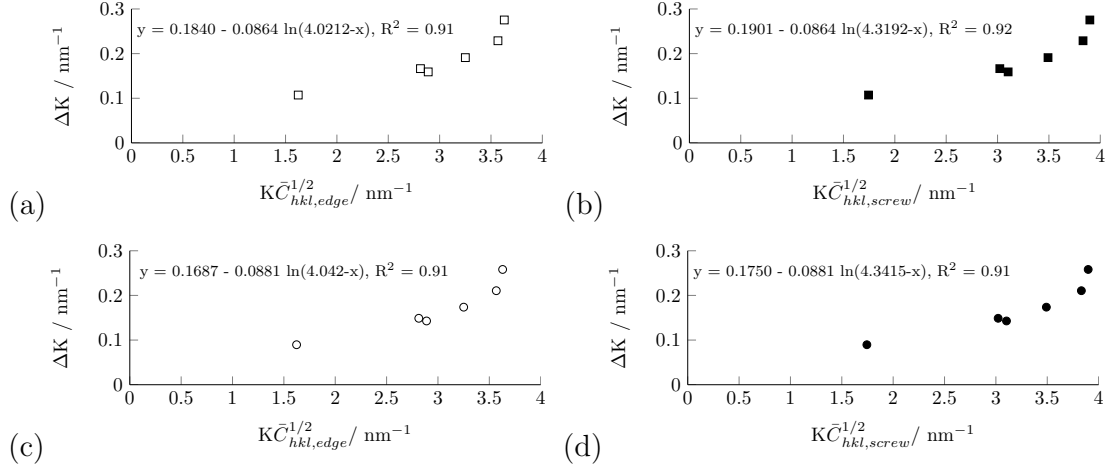 y = 0.1840 - 0.0864 ln(4.0212-x), R² = 0.91
0.3
0.2
0.1
0
ΔK / nm⁻¹
0 0.5 1 1.5 2 2.5 3 3.5 4
(a)
KC̄^{1/2}_{hkl,edge}/ nm⁻¹
y = 0.1901 - 0.0864 ln(4.3192-x), R² = 0.92
0.3
0.2
0.1
0
ΔK / nm⁻¹
0 0.5 1 1.5 2 2.5 3 3.5 4
(b)
KC̄^{1/2}_{hkl,screw}/ nm⁻¹
y = 0.1687 - 0.0881 ln(4.042-x), R² = 0.91
0.3
0.2
0.1
0
ΔK / nm⁻¹
0 0.5 1 1.5 2 2.5 3 3.5 4
(c)
KC̄^{1/2}_{hkl,edge}/ nm⁻¹
y = 0.1750 - 0.0881 ln(4.3415-x), R² = 0.91
0.3
0.2
0.1
0
ΔK / nm⁻¹
0 0.5 1 1.5 2 2.5 3 3.5 4
(d)
KC̄^{1/2}_{hkl,screw}/ nm⁻¹